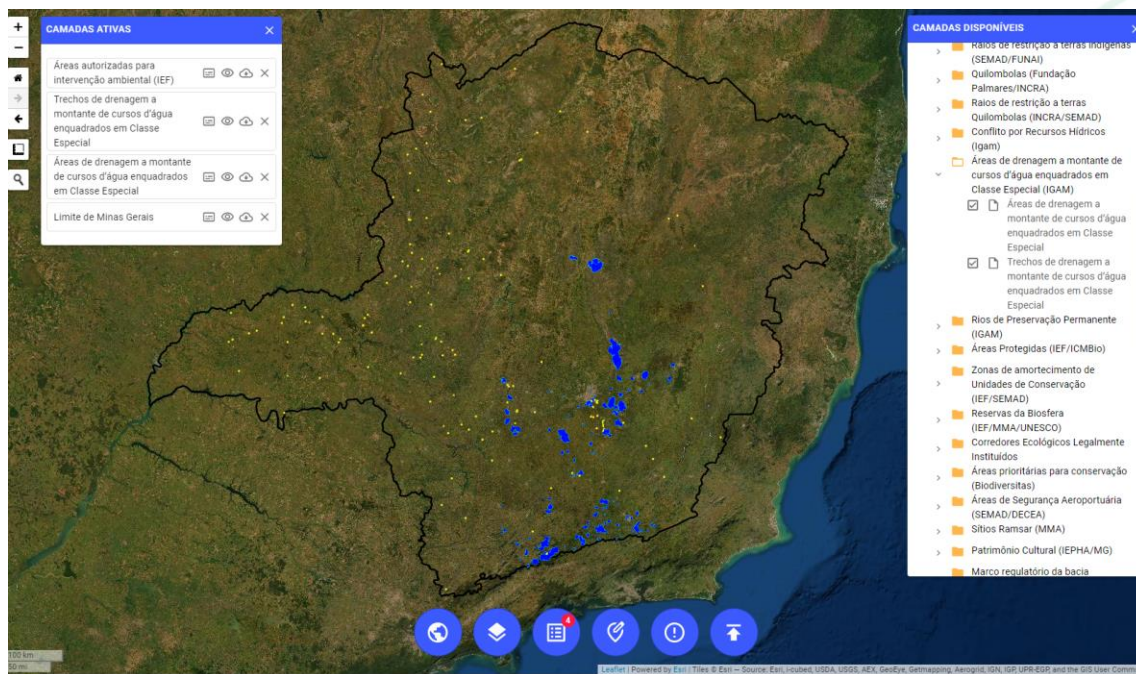 +
−
CAMADAS ATIVAS
Áreas autorizadas para
intervenção ambiental (IEF)
Trechos de drenagem a
montante de cursos d'água
enquadrados em Classe
Especial
Áreas de drenagem a montante
de cursos d'água enquadrados
em Classe Especial
Limite de Minas Gerais
CAMADAS DISPONÍVEIS
Raios de restrição a terras indígenas
(SEMAD/FUNAI)
Quilombolas (Fundação
Palmares/INCRA)
Raios de restrição a terras
Quilombolas (INCRA/SEMAD)
Conflito por Recursos Hídricos
(Igam)
Áreas de drenagem a montante de
cursos d'água enquadrados em
Classe Especial (IGAM)
Áreas de drenagem a
montante de cursos d'água
enquadrados em Classe
Especial
Trechos de drenagem a
montante de cursos d'água
enquadrados em Classe
Especial
Rios de Preservação Permanente
(IGAM)
Áreas Protegidas (IEF/ICMBio)
Zonas de amortecimento de
Unidades de Conservação
(IEF/SEMAD)
Reservas da Biosfera
(IEF/MMA/UNESCO)
Corredores Ecológicos Legalmente
Instituídos
Áreas prioritárias para conservação
(Biodiversitas)
Áreas de Segurança Aeroportuária
(SEMAD/DECEA)
Sítios Ramsar (MMA)
Patrimônio Cultural (IEPHA/MG)
Marco regulatório da bacia
4
100 km
50 mi
Leaflet | Powered by Esri | Tiles © Esri — Source: Esri, i-cubed, USDA, USGS, AEX, GeoEye, Getmapping, Aerogrid, IGN, IGP, UPR-EGP, and the GIS User Comm